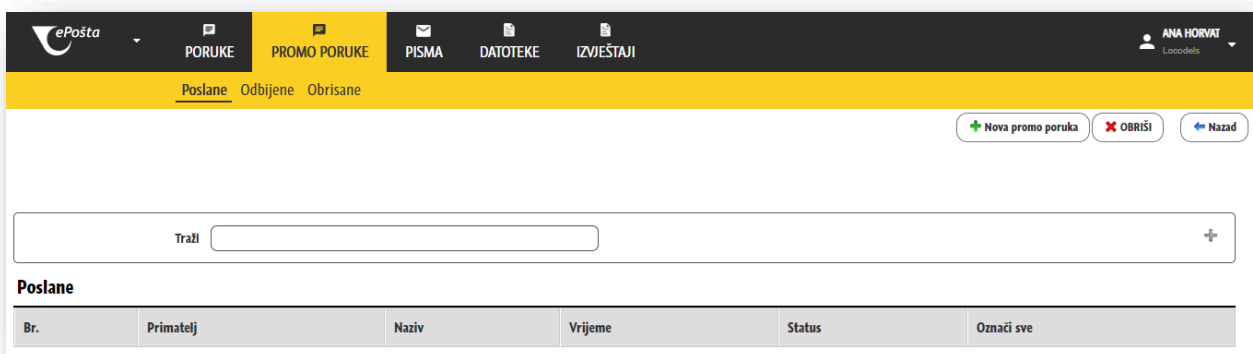 ePošta
PORUKE PROMO PORUKE PISMA DATOTEKE IZVJEŠTAJI
ANA HORVAT
Locodels
Poslane Odbijene Obrisane
Nova promo poruka OBRIŠI Nazad
Traži
Poslane
Br. Primatelj Naziv Vrijeme Status Označi sve